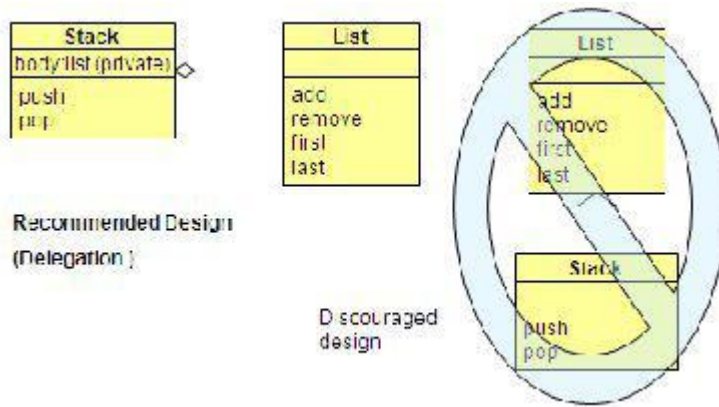 Stack
body:list (private)
push
pop
List
add
remove
first
last
List
add
remove
first
last
Recommended Design
(Delegation )
Stack
push
pop
Discouraged
design